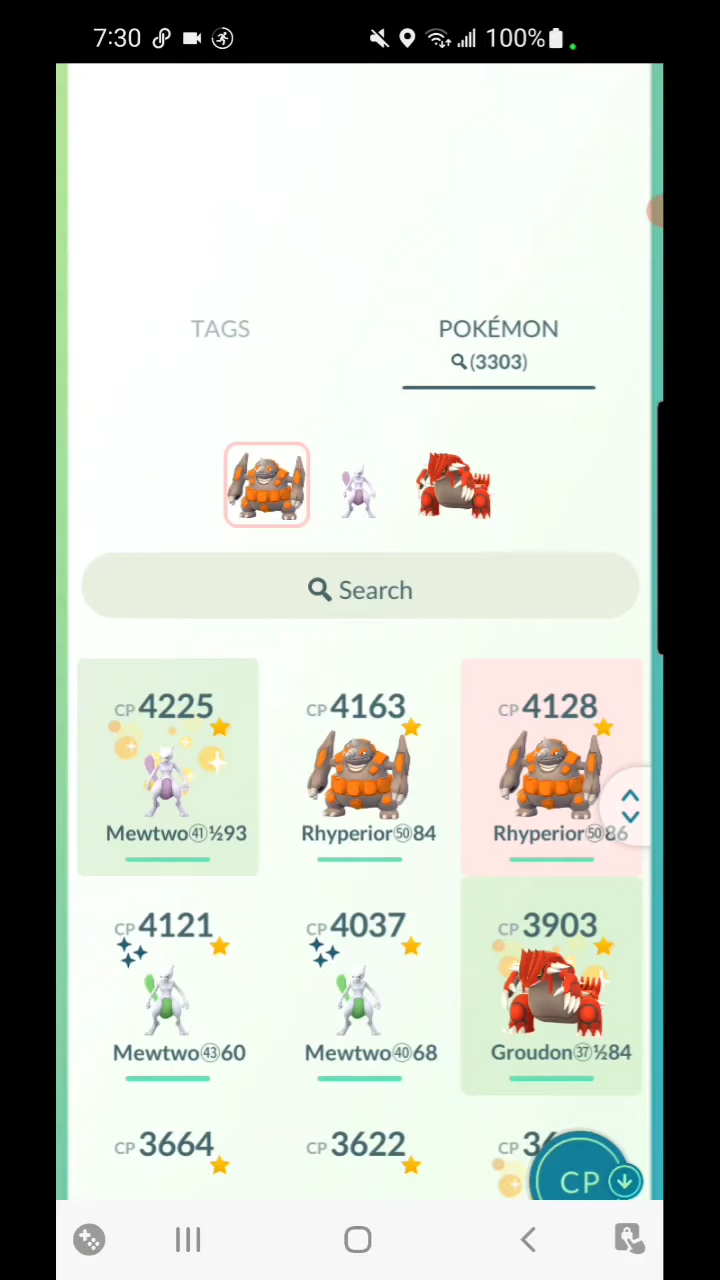 7:30 100%
TAGS POKÉMON
(3303)
Search
CP 4225 CP 4163 CP 4128
Mewtwo㊶½93 Rhyperior㊿84 Rhyperior㊿86
CP 4121 CP 4037 CP 3903
Mewtwo㊸60 Mewtwo㊵68 Groudon㊲½84
CP 3664 CP 3622 CP
CP